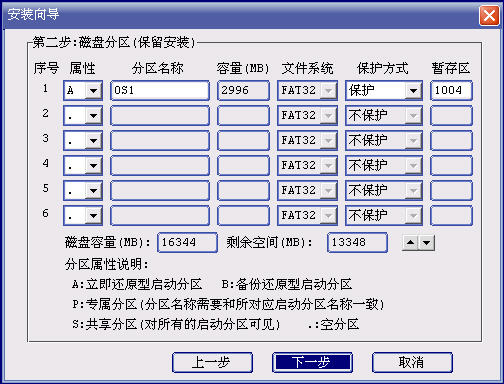 安装向导
第二步:磁盘分区(保留安装)
序号 属性 分区名称 容量(MB) 文件系统 保护方式 暂存区
1 A OS1 2996 FAT32 保护 1004
2 . FAT32 不保护
3 . FAT32 不保护
4 . FAT32 不保护
5 . FAT32 不保护
6 . FAT32 不保护
磁盘容量(MB): 16344 剩余空间(MB): 13348
分区属性说明:
A:立即还原型启动分区 B:备份还原型启动分区
P:专属分区(分区名称需要和所对应启动分区名称一致)
S:共享分区(对所有的启动分区可见) .:空分区
上一步 下一步 取消